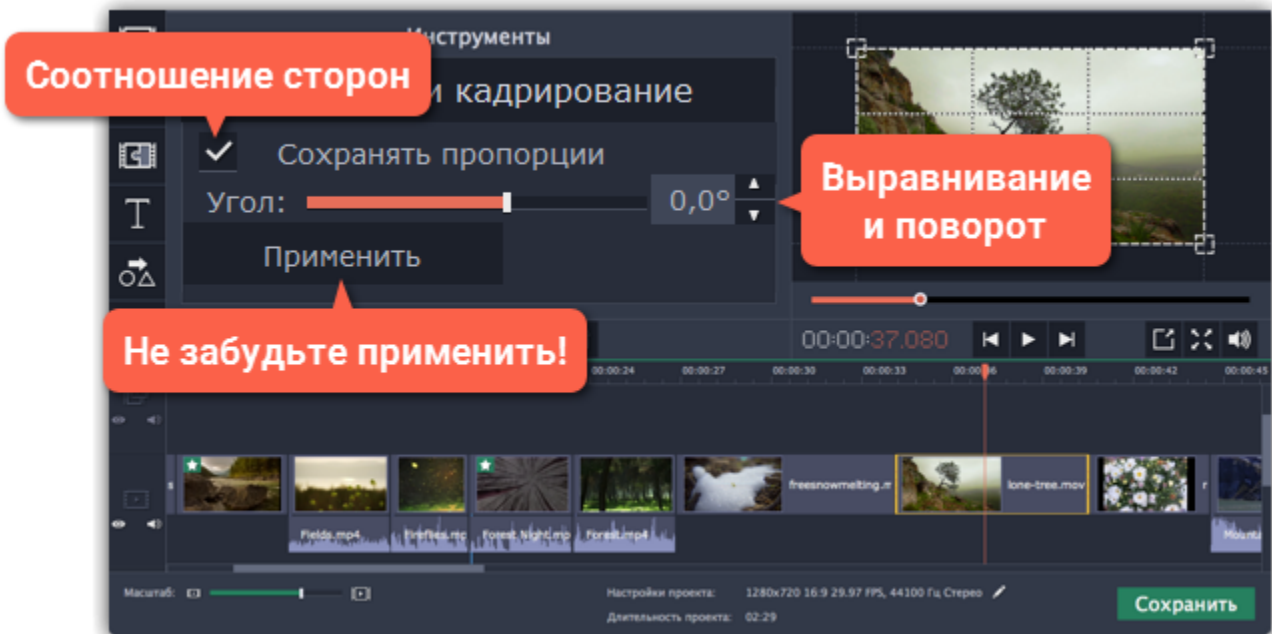 Инструменты
Соотношение сторон
и кадрирование
Сохранять пропорции
Угол:
0,0°
Выравнивание
и поворот
Применить
Не забудьте применить!
00:00:37.080
00:00:24
00:00:27
00:00:30
00:00:33
00:00:39
00:00:42
00:00:45
freesnowmelting.m
lone-tree.mov
Fields.mp4
Fireflies.mp
Forest Night.mp
Forest.mp4
Масштаб:
Настройки проекта: 1280x720 16:9 29.97 FPS, 44100 Гц Стерео
Длительность проекта: 02:29
Сохранить